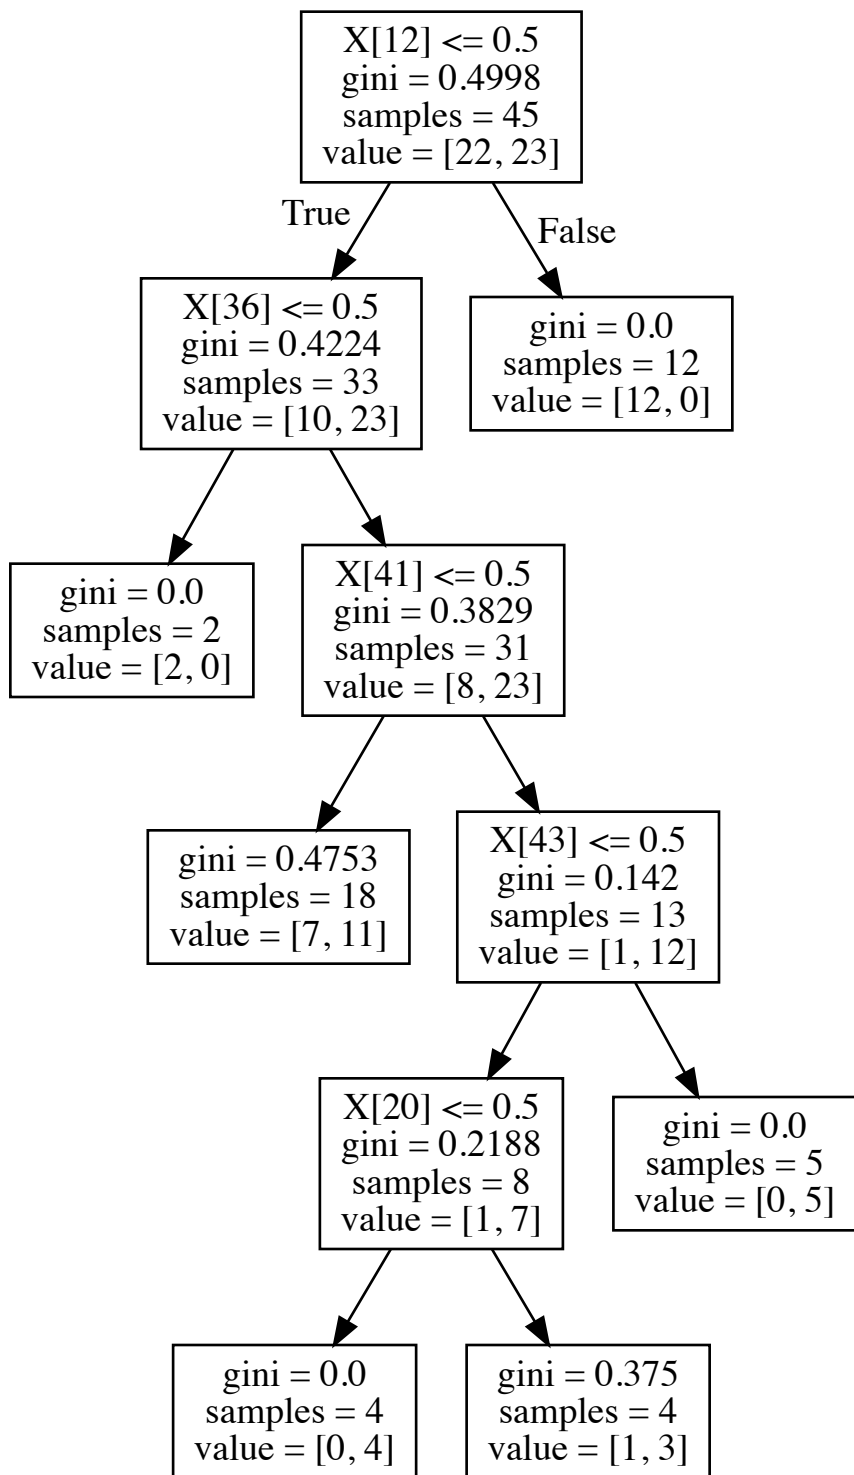 X[12] <= 0.5
gini = 0.4998
samples = 45
value = [22, 23]
True
False
X[36] <= 0.5
gini = 0.4224
samples = 33
value = [10, 23]
gini = 0.0
samples = 12
value = [12, 0]
gini = 0.0
samples = 2
value = [2, 0]
X[41] <= 0.5
gini = 0.3829
samples = 31
value = [8, 23]
gini = 0.4753
samples = 18
value = [7, 11]
X[43] <= 0.5
gini = 0.142
samples = 13
value = [1, 12]
X[20] <= 0.5
gini = 0.2188
samples = 8
value = [1, 7]
gini = 0.0
samples = 5
value = [0, 5]
gini = 0.0
samples = 4
value = [0, 4]
gini = 0.375
samples = 4
value = [1, 3]